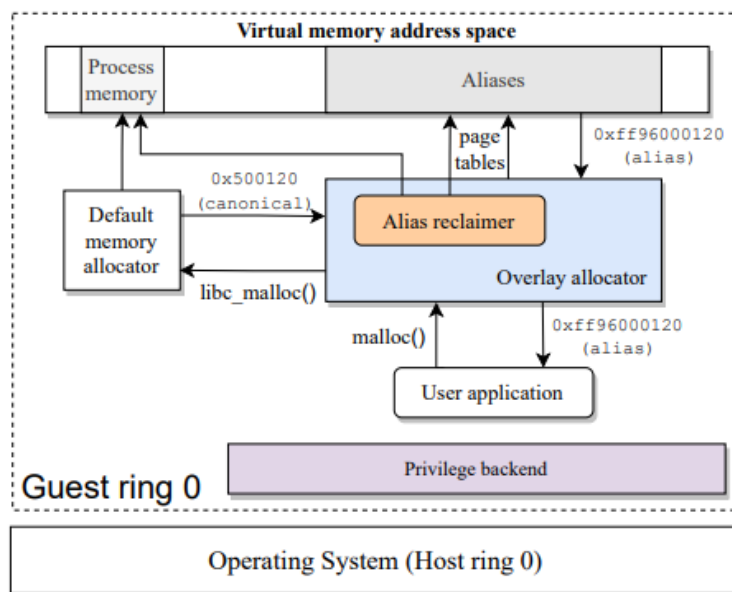 Virtual memory address space
Process
memory
Aliases
page
tables
0xff96000120
(alias)
0x500120
(canonical)
Default
memory
allocator
Alias reclaimer
Overlay allocator
libc_malloc()
malloc()
0xff96000120
(alias)
User application
Privilege backend
Guest ring 0
Operating System (Host ring 0)